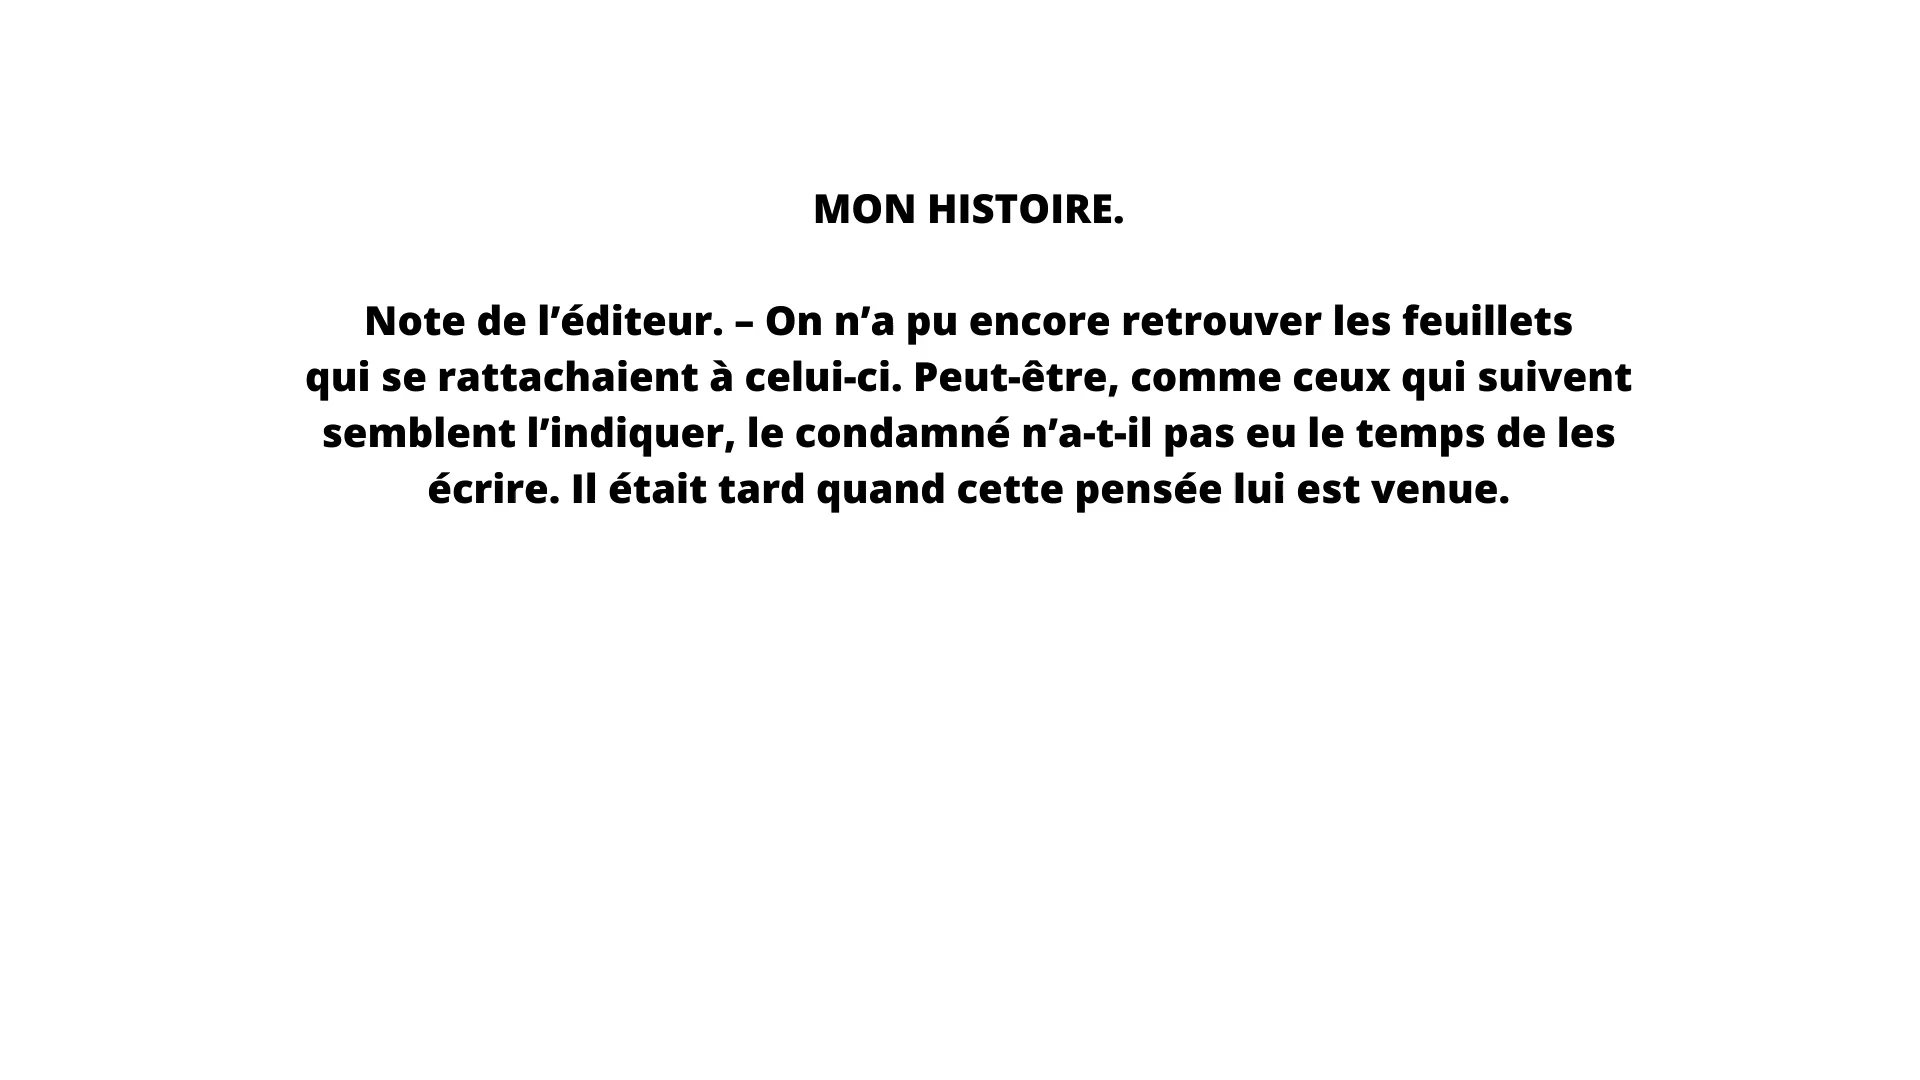 MON HISTOIRE.
Note de l’éditeur. – On n’a pu encore retrouver les feuillets
qui se rattachaient à celui-ci. Peut-être, comme ceux qui suivent
semblent l’indiquer, le condamné n’a-t-il pas eu le temps de les
écrire. Il était tard quand cette pensée lui est venue.